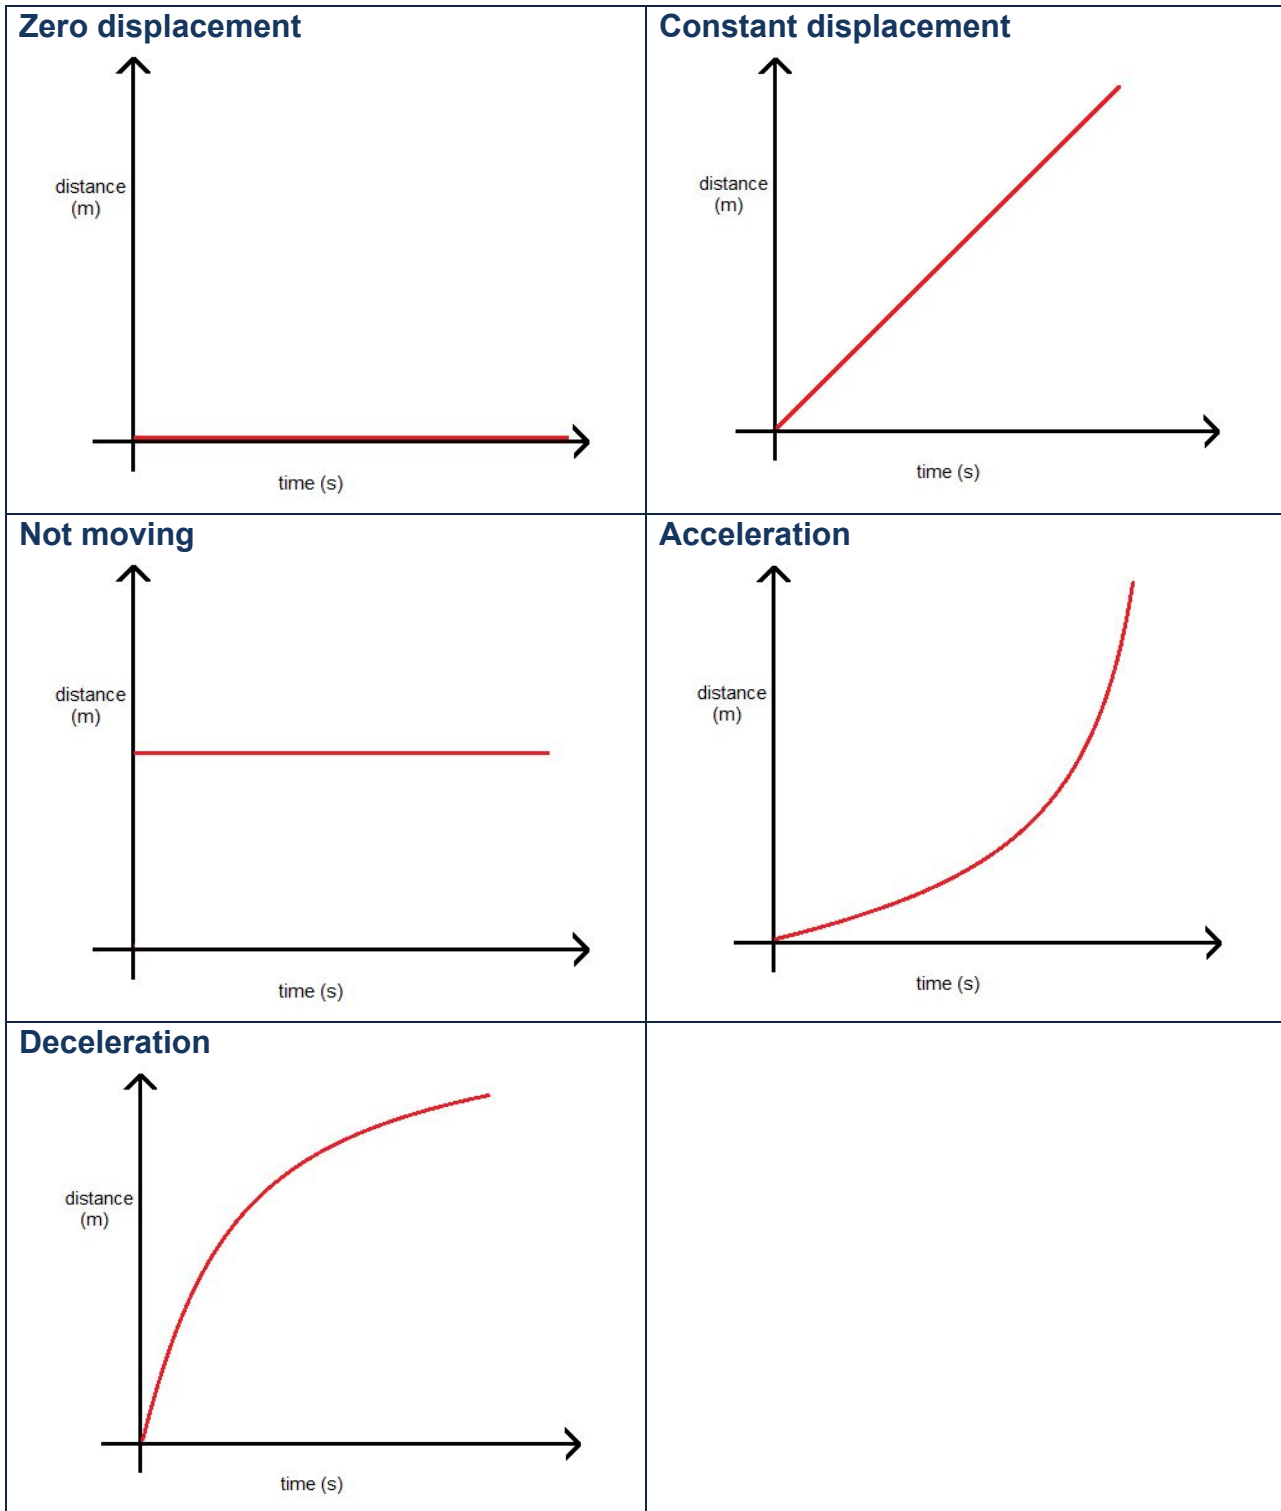 Zero displacement
distance
(m)
time (s)
Constant displacement
distance
(m)
time (s)
Not moving
distance
(m)
time (s)
Acceleration
distance
(m)
time (s)
Deceleration
distance
(m)
time (s)